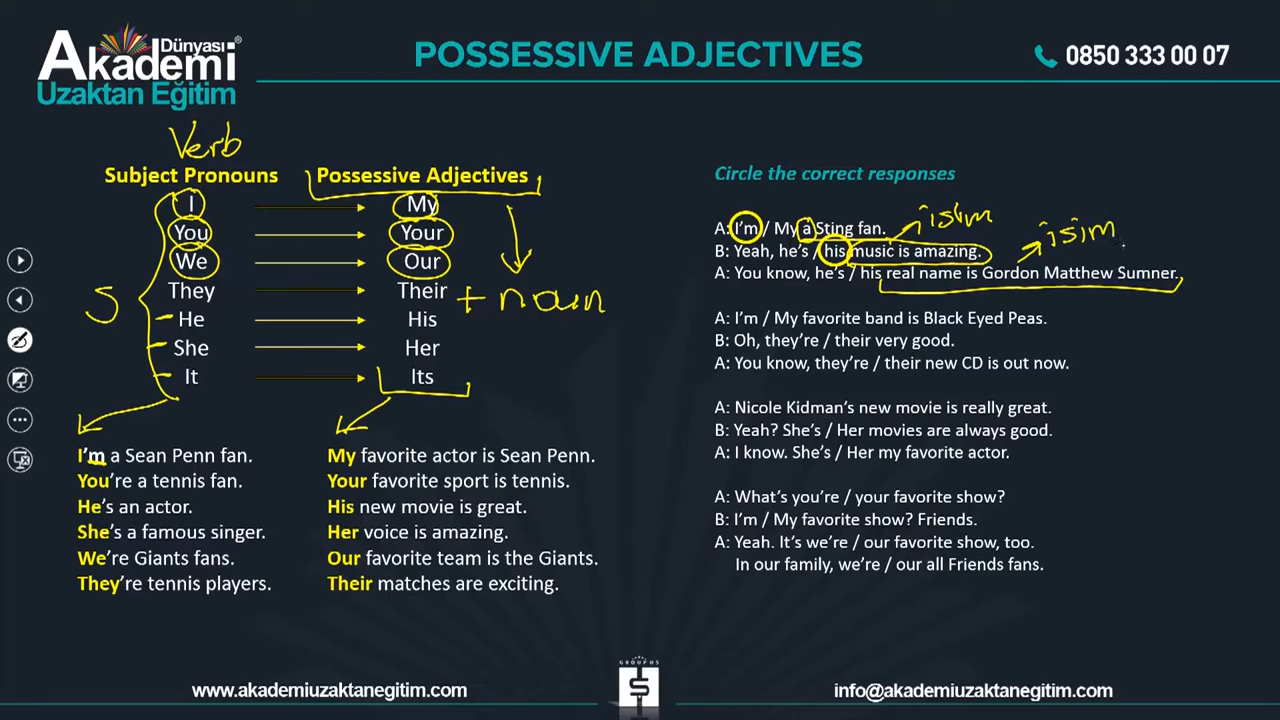 Akademi Dünyası ®
Uzaktan Eğitim
POSSESSIVE ADJECTIVES
0850 333 00 07
Verb
Subject Pronouns
Possessive Adjectives
I
My
You
Your
We
Our
They
Their
He
His
She
Her
It
Its
S
+ noun
I'm a Sean Penn fan.
You're a tennis fan.
He's an actor.
She's a famous singer.
We're Giants fans.
They're tennis players.
My favorite actor is Sean Penn.
Your favorite sport is tennis.
His new movie is great.
Her voice is amazing.
Our favorite team is the Giants.
Their matches are exciting.
Circle the correct responses
A: I'm / My a Sting fan.
isim
B: Yeah, he's / his music is amazing.
isim
A: You know, he's / his real name is Gordon Matthew Sumner.
A: I'm / My favorite band is Black Eyed Peas.
B: Oh, they're / their very good.
A: You know, they're / their new CD is out now.
A: Nicole Kidman's new movie is really great.
B: Yeah? She's / Her movies are always good.
A: I know. She's / Her my favorite actor.
A: What's you're / your favorite show?
B: I'm / My favorite show? Friends.
A: Yeah. It's we're / our favorite show, too.
In our family, we're / our all Friends fans.
www.akademiuzaktanegitim.com
GROUPHS
info@akademiuzaktanegitim.com